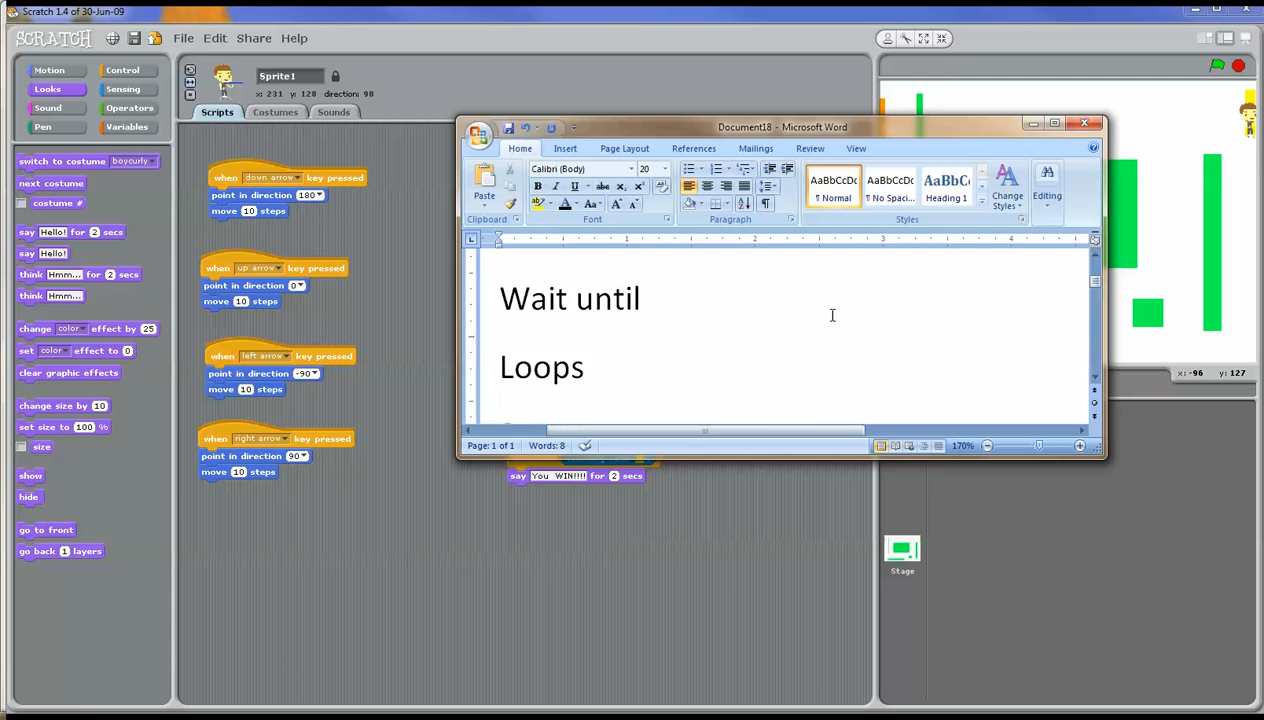 Scratch 1.4 of 30-Jun-09
SCRATCH File Edit Share Help
Motion Control
Looks Sensing
Sound Operators
Pen Variables
switch to costume boycurly
next costume
costume #
say Hello! for 2 secs
say Hello!
think Hmm... for 2 secs
think Hmm...
change color effect by 25
set color effect to 0
clear graphic effects
change size by 10
set size to 100 %
size
show
hide
go to front
go back 1 layers
Sprite1
x: 231 y: 128 direction: 90
Scripts Costumes Sounds
when down arrow key pressed
point in direction 180
move 10 steps
when up arrow key pressed
point in direction 0
move 10 steps
when left arrow key pressed
point in direction -90
move 10 steps
when right arrow key pressed
point in direction 90
move 10 steps
Document18 - Microsoft Word
Home Insert Page Layout References Mailings Review View
Calibri (Body) 20
Paste
AaBbCcDc AaBbCcDc AaBbC
¶ Normal ¶ No Spaci... Heading 1
Change Styles
Editing
Clipboard Font Paragraph Styles
1 2 3 4
Wait until
Loops
Page: 1 of 1 Words: 8 170%
say You WIN!!!! for 2 secs
x: -96 y: 127
Stage